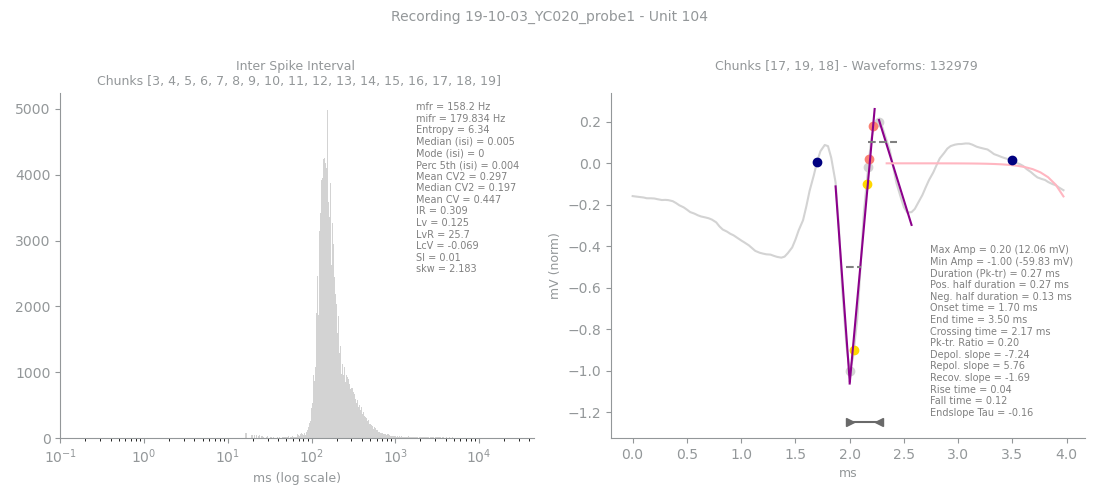 Recording 19-10-03_YC020_probe1 - Unit 104
Inter Spike Interval
Chunks [3, 4, 5, 6, 7, 8, 9, 10, 11, 12, 13, 14, 15, 16, 17, 18, 19]
5000
4000
3000
2000
1000
0
10⁻¹
10⁰
10¹
10²
10³
10⁴
ms (log scale)
mfr = 158.2 Hz
mifr = 179.834 Hz
Entropy = 6.34
Median (isi) = 0.005
Mode (isi) = 0
Perc 5th (isi) = 0.004
Mean CV2 = 0.297
Median CV2 = 0.197
Mean CV = 0.447
IR = 0.309
Lv = 0.125
LvR = 25.7
LcV = -0.069
SI = 0.01
skw = 2.183
Chunks [17, 19, 18] - Waveforms: 132979
mV (norm)
0.2
0.0
−0.2
−0.4
−0.6
−0.8
−1.0
−1.2
0.0
0.5
1.0
1.5
2.0
2.5
3.0
3.5
4.0
ms
Max Amp = 0.20 (12.06 mV)
Min Amp = -1.00 (-59.83 mV)
Duration (Pk-tr) = 0.27 ms
Pos. half duration = 0.27 ms
Neg. half duration = 0.13 ms
Onset time = 1.70 ms
End time = 3.50 ms
Crossing time = 2.17 ms
Pk-tr. Ratio = 0.20
Depol. slope = -7.24
Repol. slope = 5.76
Recov. slope = -1.69
Rise time = 0.04
Fall time = 0.12
Endslope Tau = -0.16